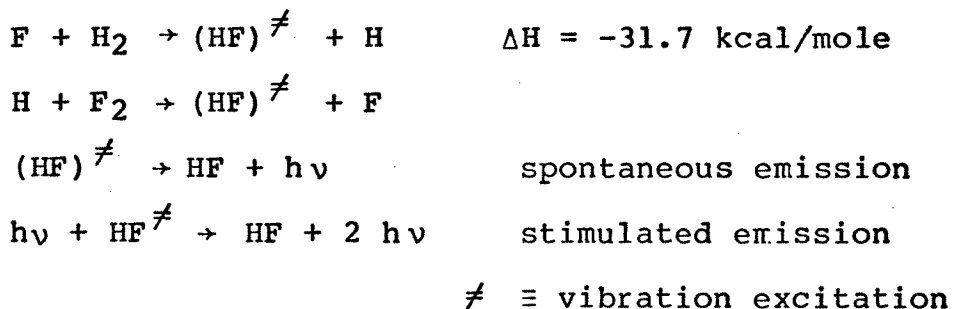 F + H₂ → (HF)^≠ + H ΔH = -31.7 kcal/mole
H + F₂ → (HF)^≠ + F
(HF)^≠ → HF + hν spontaneous emission
hν + HF^≠ → HF + 2 hν stimulated emission
≠ ≡ vibration excitation